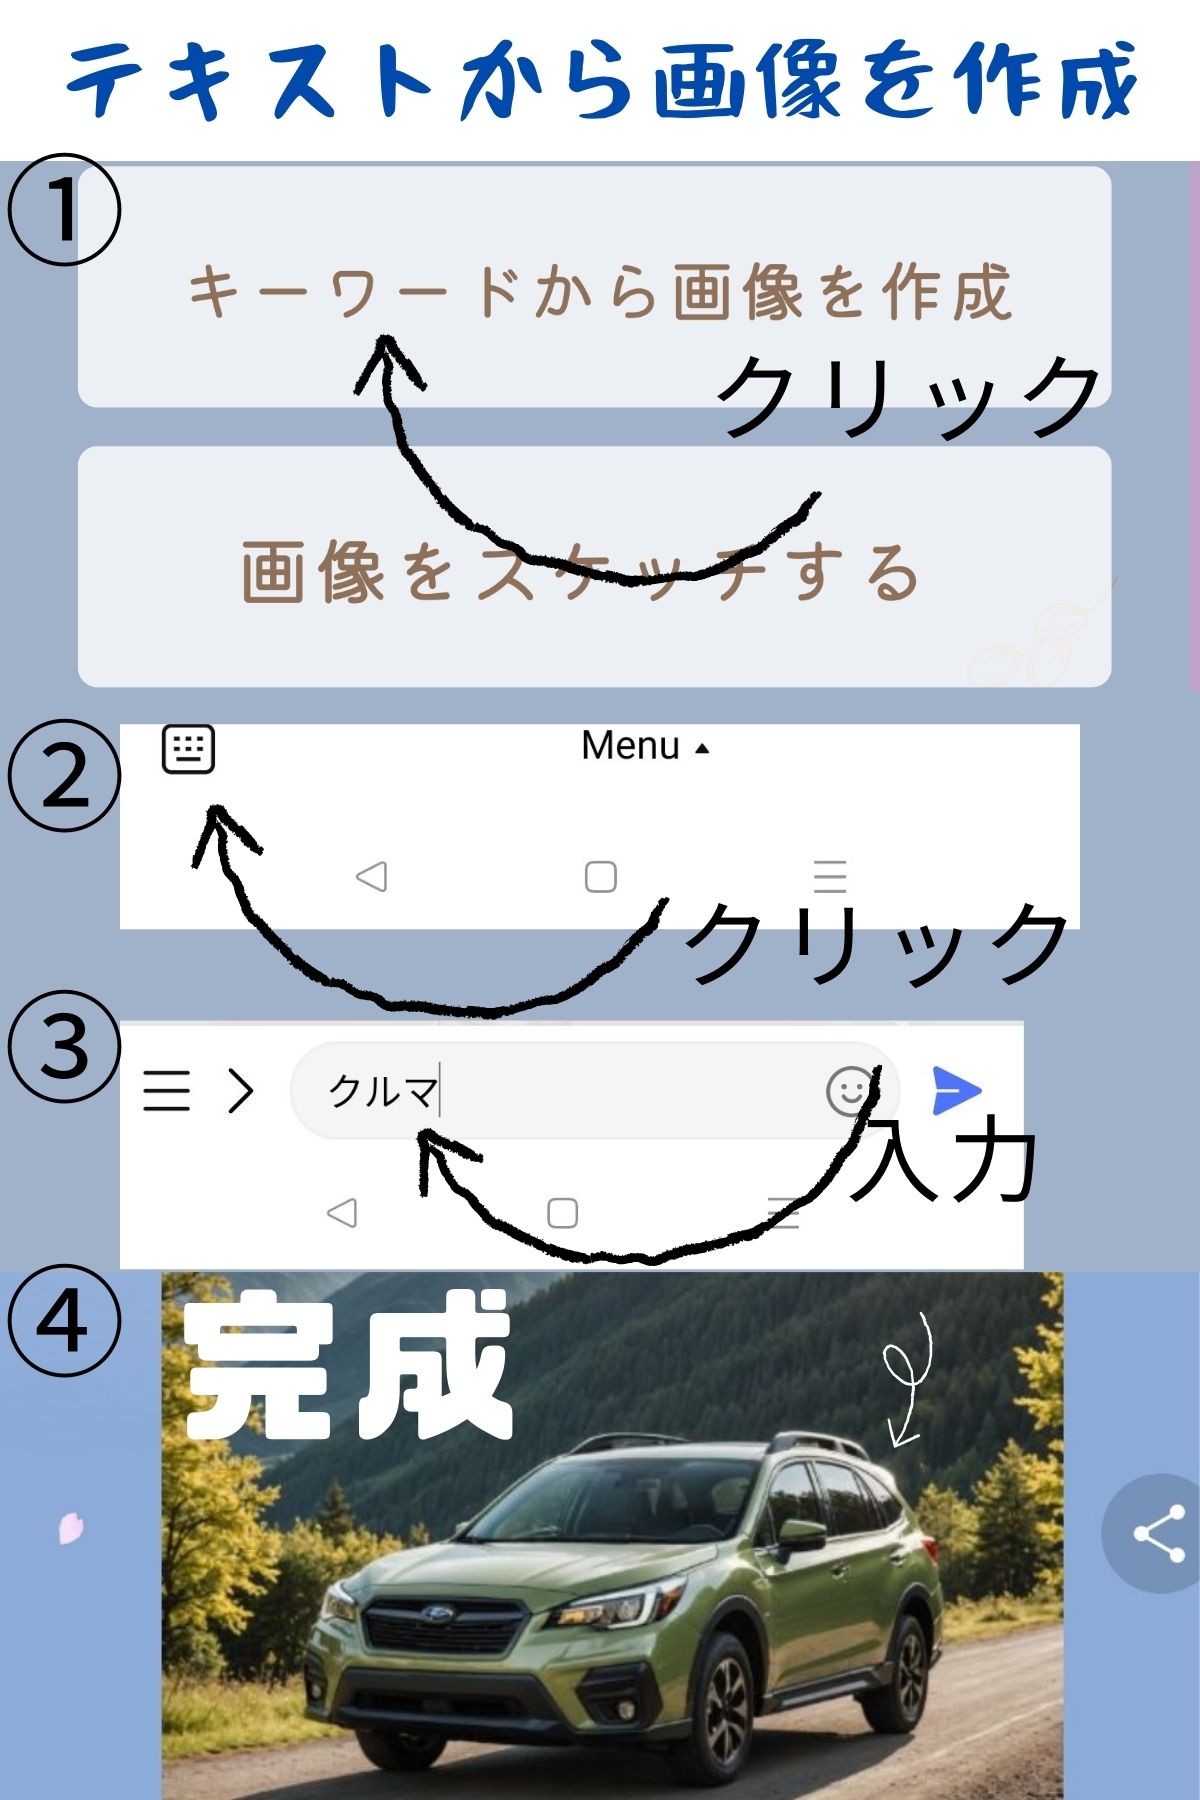 テキストから画像を作成
①
キーワードから画像を作成
クリック
画像をスケッチする
②
Menu ▲
クリック
③
クルマ
入力
④
完成